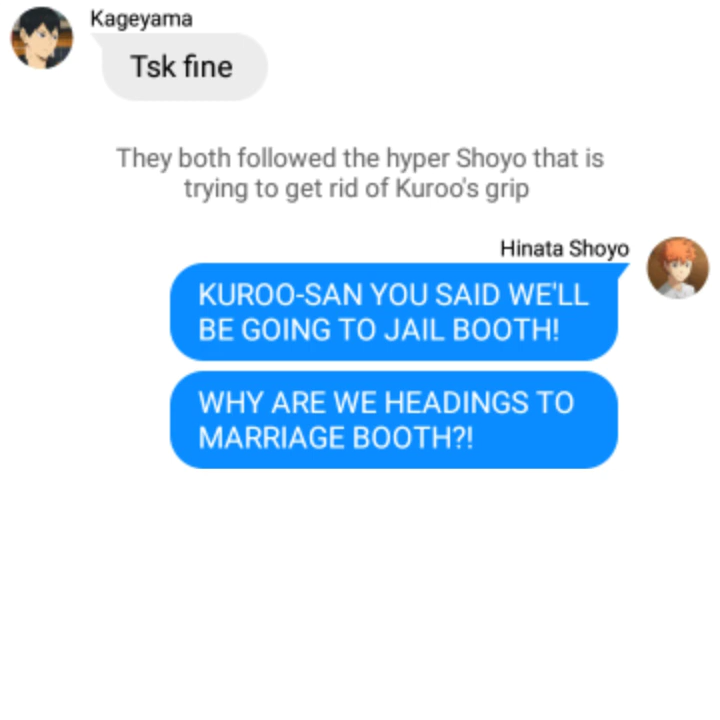 Kageyama
Tsk fine
They both followed the hyper Shoyo that is
trying to get rid of Kuroo's grip
Hinata Shoyo
KUROO-SAN YOU SAID WE'LL
BE GOING TO JAIL BOOTH!
WHY ARE WE HEADINGS TO
MARRIAGE BOOTH?!